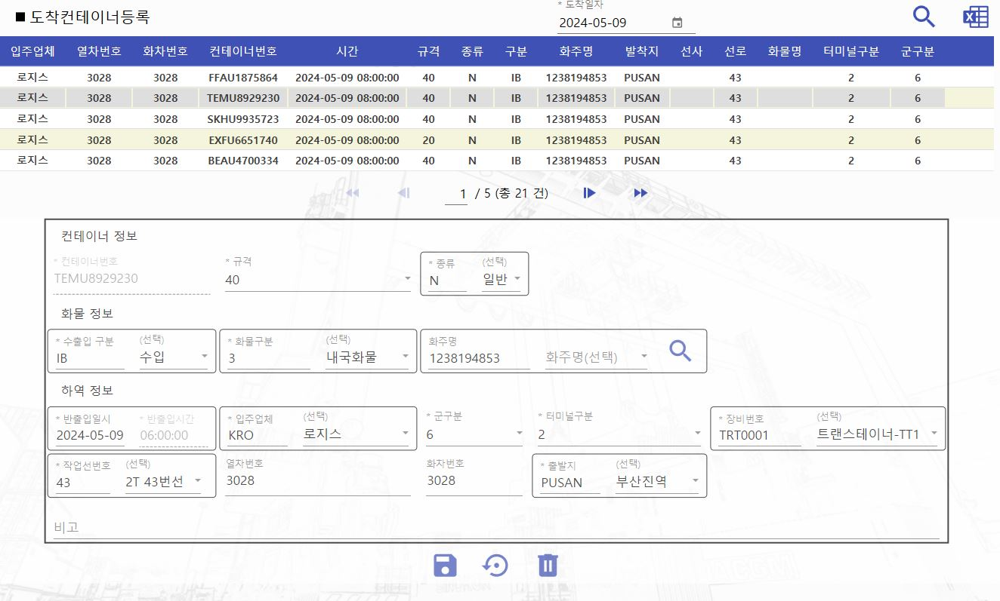 ■ 도착컨테이너등록
* 도착일자
2024-05-09
입주업체 열차번호 화차번호 컨테이너번호 시간 규격 종류 구분 화주명 발착지 선사 선로 화물명 터미널구분 군구분
로지스 3028 3028 FFAU1875864 2024-05-09 08:00:00 40 N IB 1238194853 PUSAN 43 2 6
로지스 3028 3028 TEMU8929230 2024-05-09 08:00:00 40 N IB 1238194853 PUSAN 43 2 6
로지스 3028 3028 SKHU9935723 2024-05-09 08:00:00 40 N IB 1238194853 PUSAN 43 2 6
로지스 3028 3028 EXFU6651740 2024-05-09 08:00:00 20 N IB 1238194853 PUSAN 43 2 6
로지스 3028 3028 BEAU4700334 2024-05-09 08:00:00 40 N IB 1238194853 PUSAN 43 2 6
1 / 5 (총 21 건)
컨테이너 정보
* 컨테이너번호 * 규격 * 종류 (선택)
TEMU8929230 40 N 일반
화물 정보
* 수출입 구분 (선택) * 화물구분 (선택) 화주명
IB 수입 3 내국화물 1238194853 화주명(선택)
하역 정보
* 반출입일시 * 반출입시간 * 입주업체 (선택) * 군구분 * 터미널구분 * 장비번호 (선택)
2024-05-09 06:00:00 KRO 로지스 6 2 TRT0001 트랜스테이너-TT1
* 작업선번호 (선택) 열차번호 화차번호 * 출발지 (선택)
43 2T 43번선 3028 3028 PUSAN 부산진역
비고